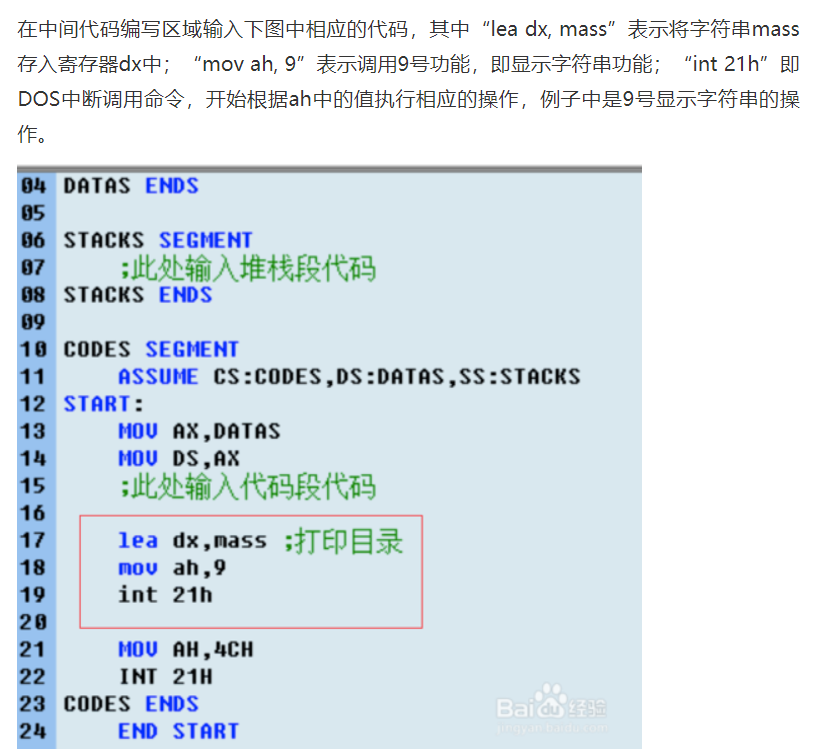 在中间代码编写区域输入下图中相应的代码，其中“lea dx, mass”表示将字符串mass
存入寄存器dx中；“mov ah, 9”表示调用9号功能，即显示字符串功能；“int 21h”即
DOS中断调用命令，开始根据ah中的值执行相应的操作，例子中是9号显示字符串的操
作。
04 DATAS ENDS
05
06 STACKS SEGMENT
07 ;此处输入堆栈段代码
08 STACKS ENDS
09
10 CODES SEGMENT
11 ASSUME CS:CODES,DS:DATAS,SS:STACKS
12 START:
13 MOV AX,DATAS
14 MOV DS,AX
15 ;此处输入代码段代码
16
17 lea dx,mass ;打印目录
18 mov ah,9
19 int 21h
20
21 MOV AH,4CH
22 INT 21H
23 CODES ENDS
24 END START
Baidu经验
jingyan.baidu.com